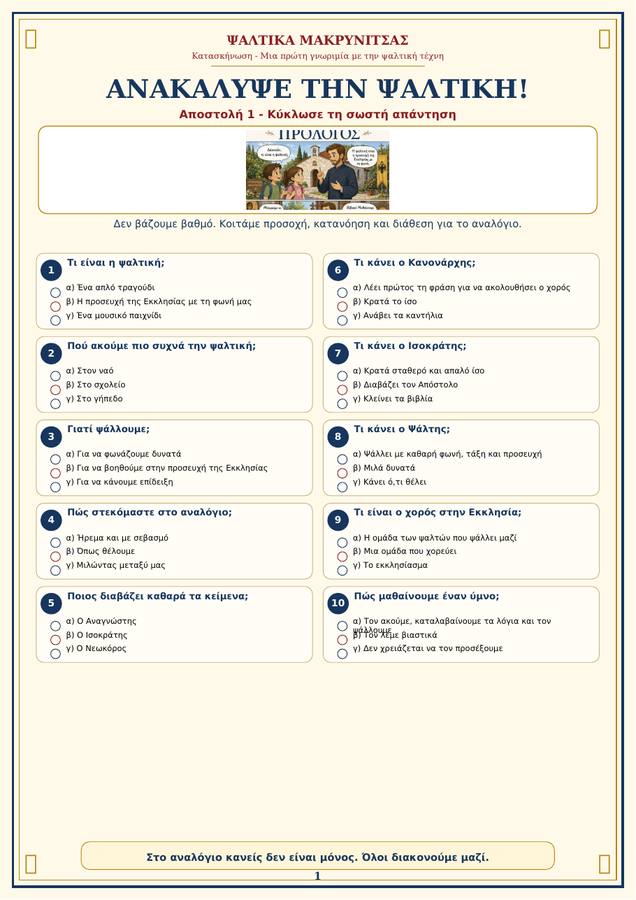 ΨΑΛΤΙΚΑ ΜΑΚΡΥΝΙΤΣΑΣ
Κατασκήνωση - Μια πρώτη γνωριμία με την ψαλτική τέχνη
ΑΝΑΚΑΛΥΨΕ ΤΗΝ ΨΑΛΤΙΚΗ!
Αποστολή 1 - Κύκλωσε τη σωστή απάντηση
ΠΡΟΛΟΓΟΣ
Δεν βάζουμε βαθμό. Κοιτάμε προσοχή, κατανόηση και διάθεση για το αναλόγιο.
1 Τι είναι η ψαλτική;
α) Ένα απλό τραγούδι
β) Η προσευχή της Εκκλησίας με τη φωνή μας
γ) Ένα μουσικό παιχνίδι
2 Πού ακούμε πιο συχνά την ψαλτική;
α) Στον ναό
β) Στο σχολείο
γ) Στο γήπεδο
3 Γιατί ψάλλουμε;
α) Για να φωνάζουμε δυνατά
β) Για να βοηθούμε στην προσευχή της Εκκλησίας
γ) Για να κάνουμε επίδειξη
4 Πώς στεκόμαστε στο αναλόγιο;
α) Ήρεμα και με σεβασμό
β) Όπως θέλουμε
γ) Μιλώντας μεταξύ μας
5 Ποιος διαβάζει καθαρά τα κείμενα;
α) Ο Αναγνώστης
β) Ο Ισοκράτης
γ) Ο Νεωκόρος
6 Τι κάνει ο Κανονάρχης;
α) Λέει πρώτος τη φράση για να ακολουθήσει ο χορός
β) Κρατά το ίσο
γ) Ανάβει τα καντήλια
7 Τι κάνει ο Ισοκράτης;
α) Κρατά σταθερό και απαλό ίσο
β) Διαβάζει τον Απόστολο
γ) Κλείνει τα βιβλία
8 Τι κάνει ο Ψάλτης;
α) Ψάλλει με καθαρή φωνή, τάξη και προσευχή
β) Μιλά δυνατά
γ) Κάνει ό,τι θέλει
9 Τι είναι ο χορός στην Εκκλησία;
α) Η ομάδα των ψαλτών που ψάλλει μαζί
β) Μια ομάδα που χορεύει
γ) Το εκκλησίασμα
10 Πώς μαθαίνουμε έναν ύμνο;
α) Τον ακούμε, καταλαβαίνουμε τα λόγια και τον
ψάλλουμε
β) Τον λέμε βιαστικά
γ) Δεν χρειάζεται να τον προσέξουμε
Στο αναλόγιο κανείς δεν είναι μόνος. Όλοι διακονούμε μαζί.
1